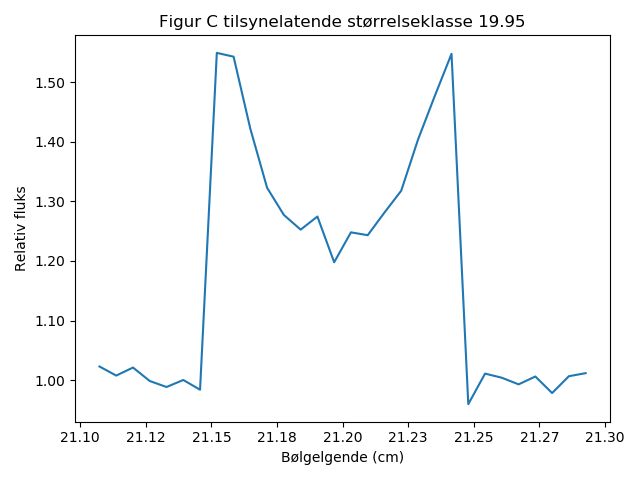 Figur C tilsynelatende størrelseklasse 19.95
Relativ fluks
1.50
1.40
1.30
1.20
1.10
1.00
21.10 21.12 21.15 21.18 21.20 21.23 21.25 21.27 21.30
Bølgelgende (cm)